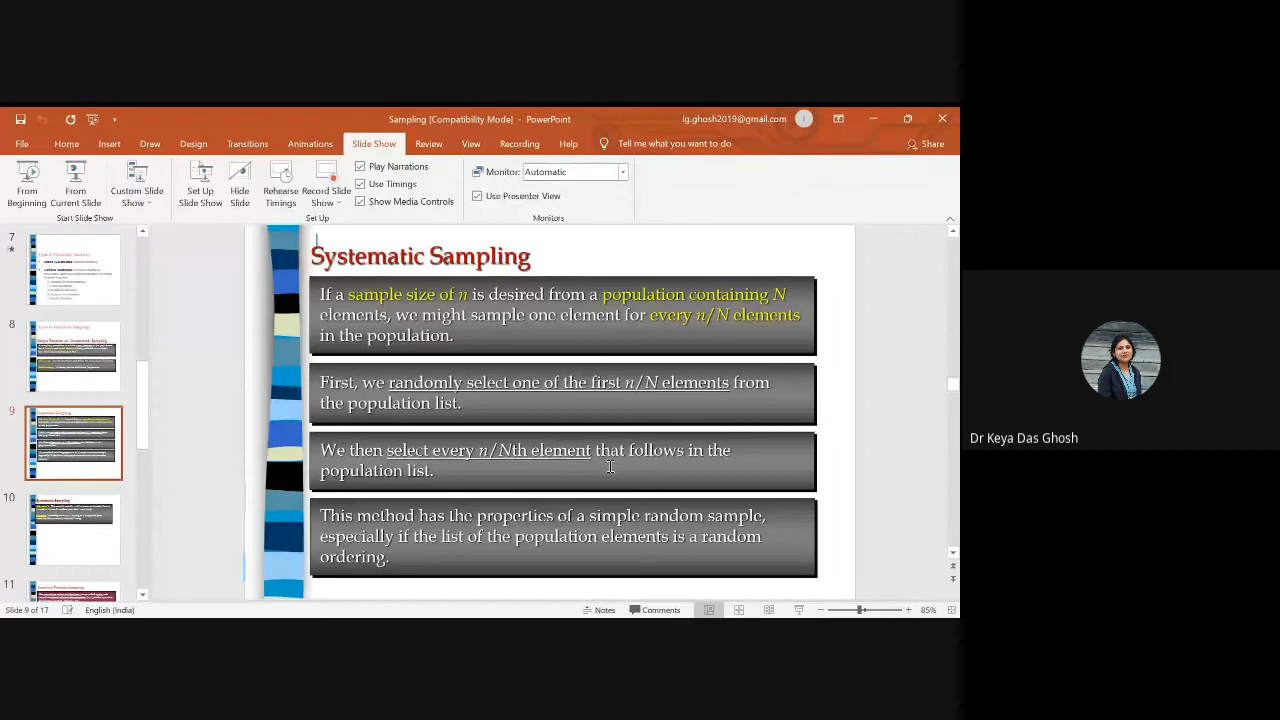 Sampling [Compatibility Mode] - PowerPoint
ig.ghosh2019@gmail.com
I
File Home Insert Draw Design Transitions Animations Slide Show Review View Recording Help Tell me what you want to do Share
From Beginning
From Current Slide
Custom Slide Show
Start Slide Show
Set Up Slide Show
Hide Slide
Rehearse Timings
Record Slide Show
Play Narrations
Use Timings
Show Media Controls
Set Up
Monitor: Automatic
Use Presenter View
Monitors
7
8
9
10
11
Systematic Sampling
If a sample size of n is desired from a population containing N
elements, we might sample one element for every n/N elements
in the population.
First, we randomly select one of the first n/N elements from
the population list.
We then select every n/Nth element that follows in the
population list.
This method has the properties of a simple random sample,
especially if the list of the population elements is a random
ordering.
Dr Keya Das Ghosh
Slide 9 of 17 English (India) Notes Comments 85%